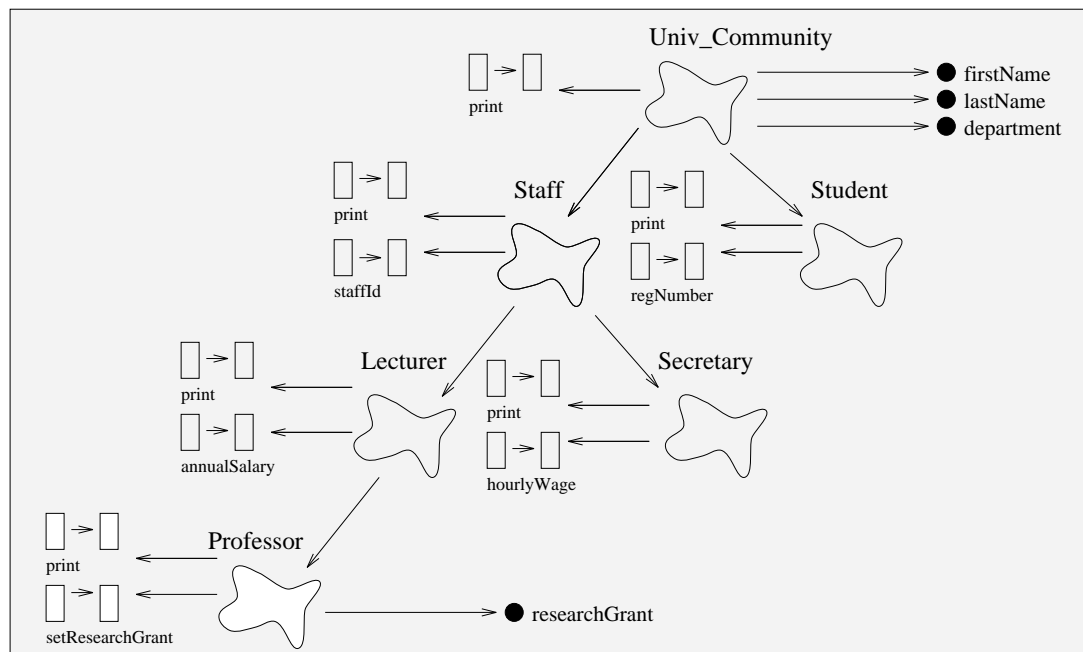 Univ_Community
print
firstName
lastName
department
Staff
Student
print
print
staffId
regNumber
Lecturer
Secretary
print
print
annualSalary
hourlyWage
Professor
print
setResearchGrant
researchGrant